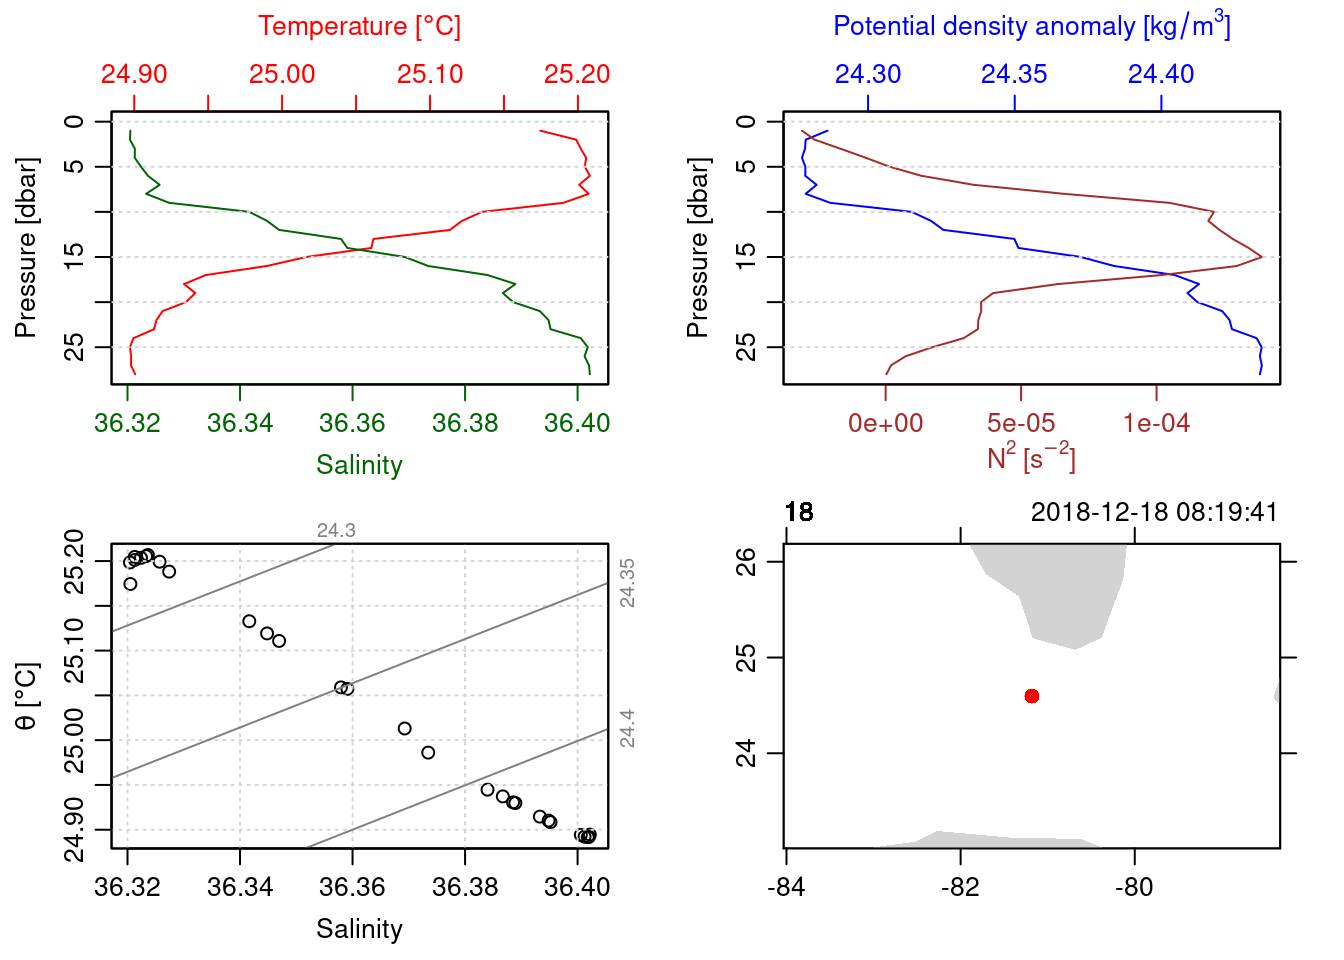 Temperature [°C]
24.90 25.00 25.10 25.20
0
5
15
25
Pressure [dbar]
36.32 36.34 36.36 36.38 36.40
Salinity
Potential density anomaly [kg/m³]
24.30 24.35 24.40
0
5
15
25
Pressure [dbar]
0e+00 5e-05 1e-04
N² [s⁻²]
24.3
24.35
24.4
25.20
25.10
25.00
24.90
θ [°C]
36.32 36.34 36.36 36.38 36.40
Salinity
18 2018-12-18 08:19:41
26
25
24
-84 -82 -80